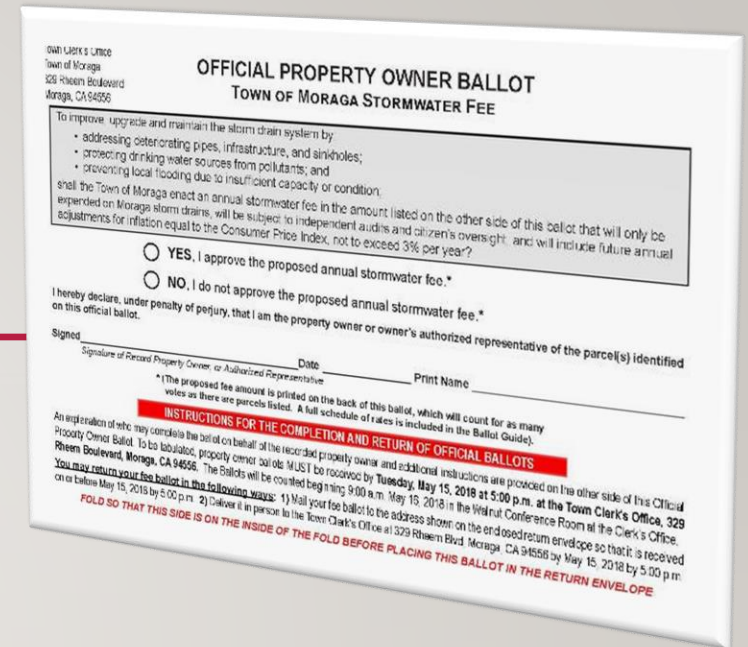 Town Clerk's Office
Town of Moraga
329 Rheem Boulevard
Moraga, CA 94556
OFFICIAL PROPERTY OWNER BALLOT
TOWN OF MORAGA STORMWATER FEE
To improve, upgrade and maintain the storm drain system by
• addressing deteriorating pipes, infrastructure, and sinkholes;
• protecting drinking water sources from pollutants; and
• preventing local flooding due to insufficient capacity or condition,
shall the Town of Moraga enact an annual stormwater fee in the amount listed on the other side of this ballot that will only be
expended on Moraga storm drains, will be subject to independent audits and citizen's oversight, and will include future annual
adjustments for inflation equal to the Consumer Price Index, not to exceed 3% per year?
YES, I approve the proposed annual stormwater fee.*
NO, I do not approve the proposed annual stormwater fee.*
I hereby declare, under penalty of perjury, that I am the property owner or owner's authorized representative of the parcel(s) identified
on this official ballot.
Signed Date Print Name
Signature of Record Property Owner, or Authorized Representative
*(The proposed fee amount is printed on the back of this ballot, which will count for as many
votes as there are parcels listed. A full schedule of rates is included in the Ballot Guide).
INSTRUCTIONS FOR THE COMPLETION AND RETURN OF OFFICIAL BALLOTS
An explanation of who may complete the ballot on behalf of the recorded property owner and additional instructions are provided on the other side of this Official
Property Owner Ballot. To be tabulated, property owner ballots MUST be received by Tuesday, May 15, 2018 at 5:00 p.m. at the Town Clerk's Office, 329
Rheem Boulevard, Moraga, CA 94556. The Ballots will be counted beginning 9:00 a.m. May 16, 2018 in the Walnut Conference Room at the Clerk's Office.
You may return your fee ballot in the following ways: 1) Mail your fee ballot to the address shown on the enclosed return envelope so that it is received
on or before May 15, 2018 by 5:00 p.m. 2) Deliver it in person to the Town Clerk's Office at 329 Rheem Blvd, Moraga, CA 94556 by May 15, 2018 by 5:00 p.m
FOLD SO THAT THIS SIDE IS ON THE INSIDE OF THE FOLD BEFORE PLACING THIS BALLOT IN THE RETURN ENVELOPE